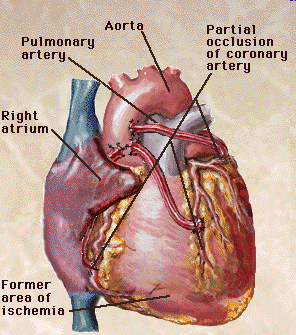 Aorta
Pulmonary
artery
Partial
occlusion
of coronary
artery
Right
atrium
Former
area of
ischemia